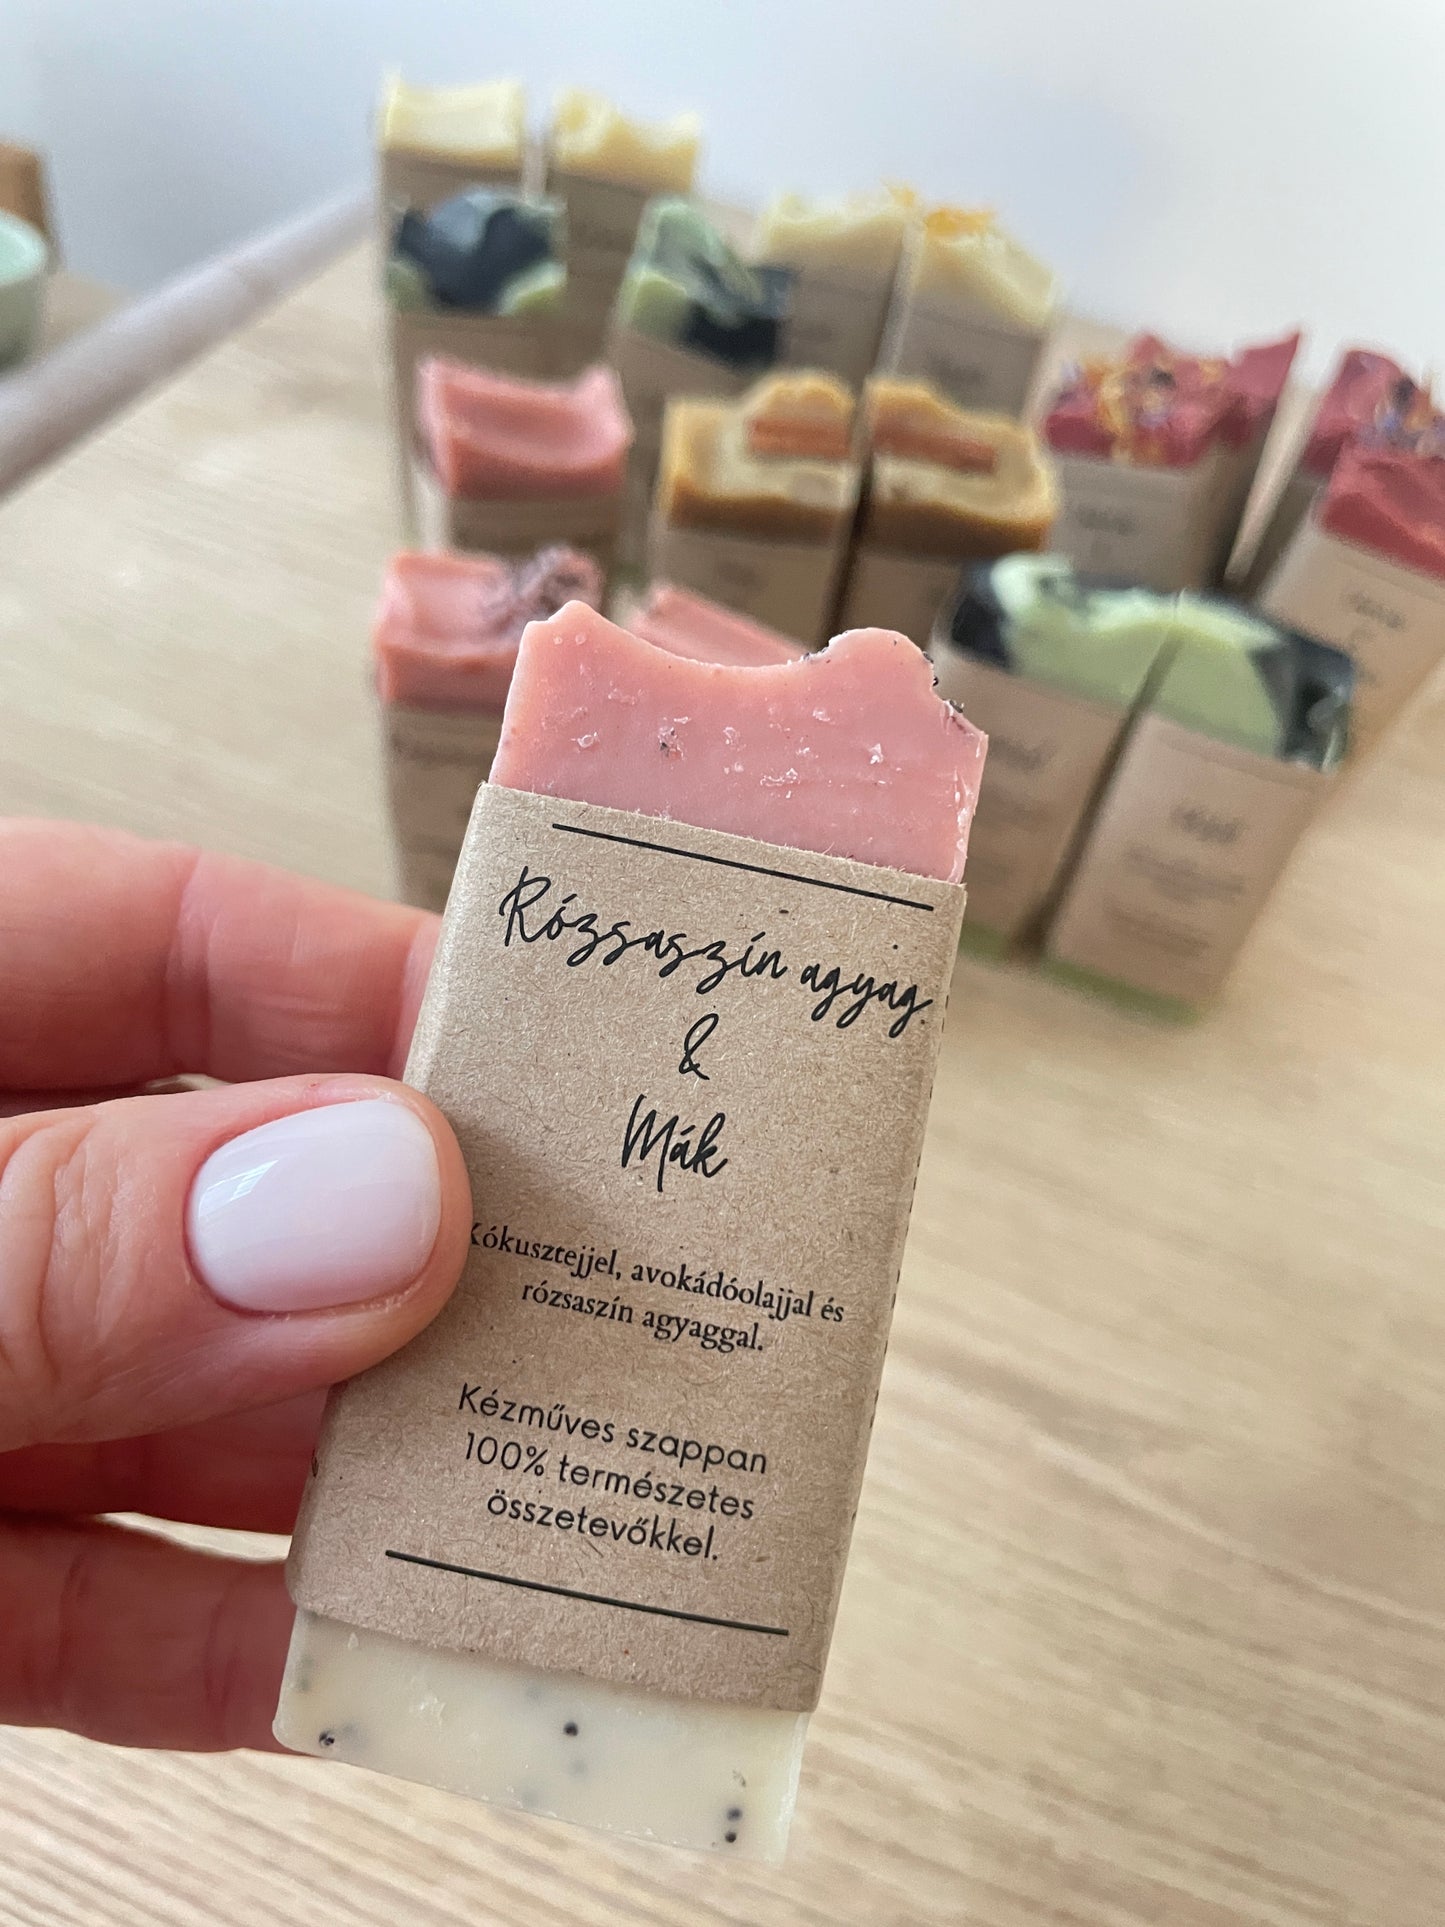 Rózsaszín agyag
&
Mák
Kókusztejjel, avokádóolajjal és
rózsaszín agyaggal.
Kézműves szappan
100% természetes
összetevőkkel.